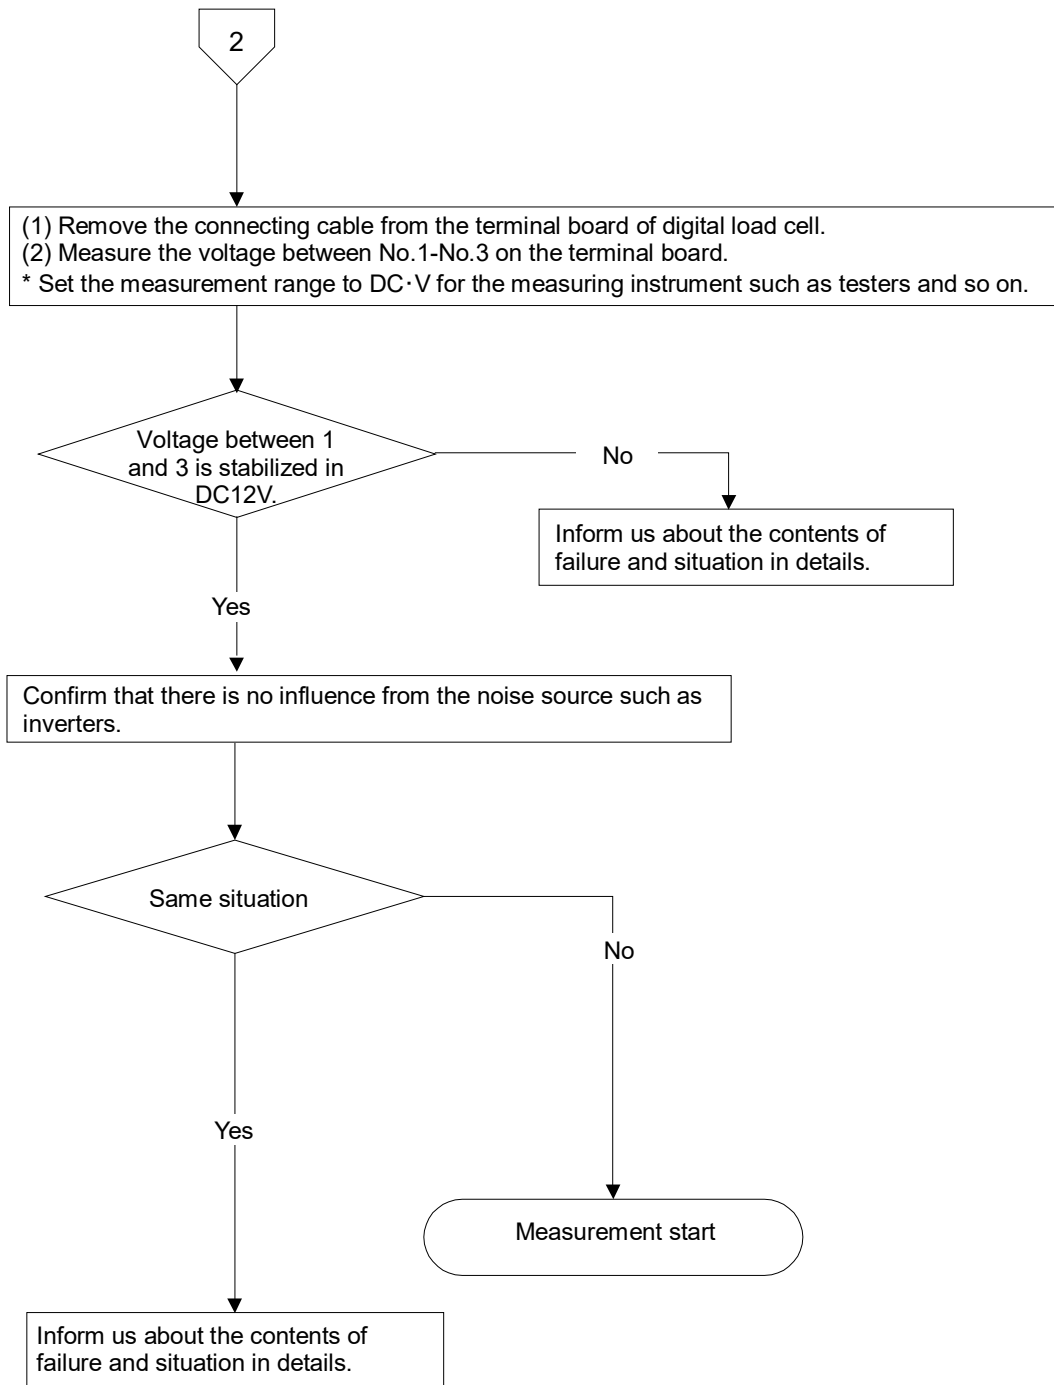 2
(1) Remove the connecting cable from the terminal board of digital load cell.
(2) Measure the voltage between No.1-No.3 on the terminal board.
* Set the measurement range to DC·V for the measuring instrument such as testers and so on.
Voltage between 1
and 3 is stabilized in
DC12V.
No
Inform us about the contents of
failure and situation in details.
Yes
Confirm that there is no influence from the noise source such as
inverters.
Same situation
No
Yes
Measurement start
Inform us about the contents of
failure and situation in details.